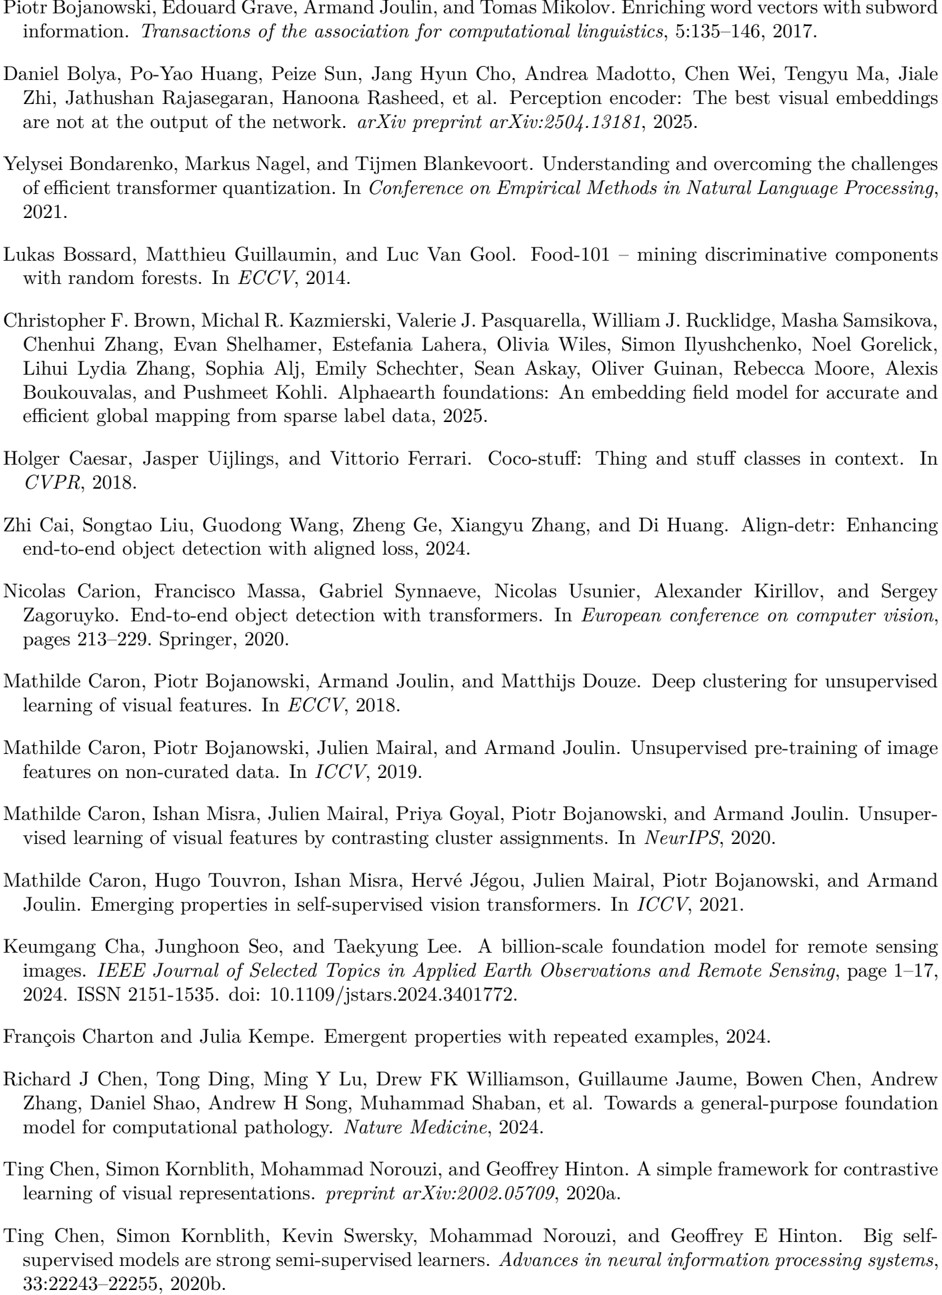 Piotr Bojanowski, Edouard Grave, Armand Joulin, and Tomas Mikolov. Enriching word vectors with subword
information. Transactions of the association for computational linguistics, 5:135–146, 2017.
Daniel Bolya, Po-Yao Huang, Peize Sun, Jang Hyun Cho, Andrea Madotto, Chen Wei, Tengyu Ma, Jiale
Zhi, Jathushan Rajasegaran, Hanoona Rasheed, et al. Perception encoder: The best visual embeddings
are not at the output of the network. arXiv preprint arXiv:2504.13181, 2025.
Yelysei Bondarenko, Markus Nagel, and Tijmen Blankevoort. Understanding and overcoming the challenges
of efficient transformer quantization. In Conference on Empirical Methods in Natural Language Processing,
2021.
Lukas Bossard, Matthieu Guillaumin, and Luc Van Gool. Food-101 – mining discriminative components
with random forests. In ECCV, 2014.
Christopher F. Brown, Michal R. Kazmierski, Valerie J. Pasquarella, William J. Rucklidge, Masha Samsikova,
Chenhui Zhang, Evan Shelhamer, Estefania Lahera, Olivia Wiles, Simon Ilyushchenko, Noel Gorelick,
Lihui Lydia Zhang, Sophia Alj, Emily Schechter, Sean Askay, Oliver Guinan, Rebecca Moore, Alexis
Boukouvalas, and Pushmeet Kohli. Alphaearth foundations: An embedding field model for accurate and
efficient global mapping from sparse label data, 2025.
Holger Caesar, Jasper Uijlings, and Vittorio Ferrari. Coco-stuff: Thing and stuff classes in context. In
CVPR, 2018.
Zhi Cai, Songtao Liu, Guodong Wang, Zheng Ge, Xiangyu Zhang, and Di Huang. Align-detr: Enhancing
end-to-end object detection with aligned loss, 2024.
Nicolas Carion, Francisco Massa, Gabriel Synnaeve, Nicolas Usunier, Alexander Kirillov, and Sergey
Zagoruyko. End-to-end object detection with transformers. In European conference on computer vision,
pages 213–229. Springer, 2020.
Mathilde Caron, Piotr Bojanowski, Armand Joulin, and Matthijs Douze. Deep clustering for unsupervised
learning of visual features. In ECCV, 2018.
Mathilde Caron, Piotr Bojanowski, Julien Mairal, and Armand Joulin. Unsupervised pre-training of image
features on non-curated data. In ICCV, 2019.
Mathilde Caron, Ishan Misra, Julien Mairal, Priya Goyal, Piotr Bojanowski, and Armand Joulin. Unsuper-
vised learning of visual features by contrasting cluster assignments. In NeurIPS, 2020.
Mathilde Caron, Hugo Touvron, Ishan Misra, Hervé Jégou, Julien Mairal, Piotr Bojanowski, and Armand
Joulin. Emerging properties in self-supervised vision transformers. In ICCV, 2021.
Keumgang Cha, Junghoon Seo, and Taekyung Lee. A billion-scale foundation model for remote sensing
images. IEEE Journal of Selected Topics in Applied Earth Observations and Remote Sensing, page 1–17,
2024. ISSN 2151-1535. doi: 10.1109/jstars.2024.3401772.
François Charton and Julia Kempe. Emergent properties with repeated examples, 2024.
Richard J Chen, Tong Ding, Ming Y Lu, Drew FK Williamson, Guillaume Jaume, Bowen Chen, Andrew
Zhang, Daniel Shao, Andrew H Song, Muhammad Shaban, et al. Towards a general-purpose foundation
model for computational pathology. Nature Medicine, 2024.
Ting Chen, Simon Kornblith, Mohammad Norouzi, and Geoffrey Hinton. A simple framework for contrastive
learning of visual representations. preprint arXiv:2002.05709, 2020a.
Ting Chen, Simon Kornblith, Kevin Swersky, Mohammad Norouzi, and Geoffrey E Hinton. Big self-
supervised models are strong semi-supervised learners. Advances in neural information processing systems,
33:22243–22255, 2020b.